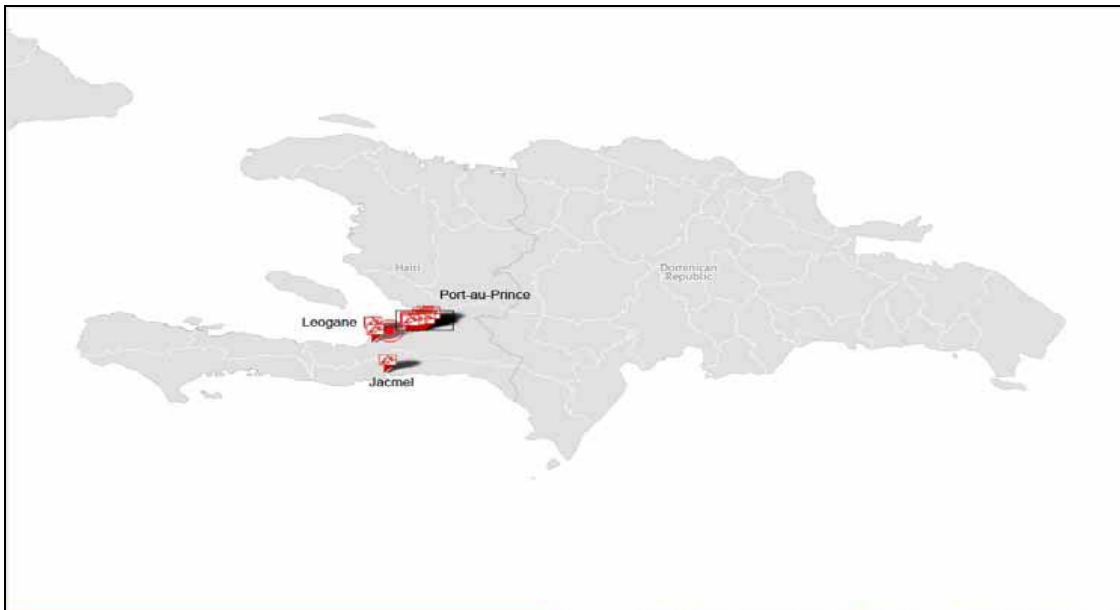 Haiti
Dominican
Republic
Port-au-Prince
Leogane
Jacmel